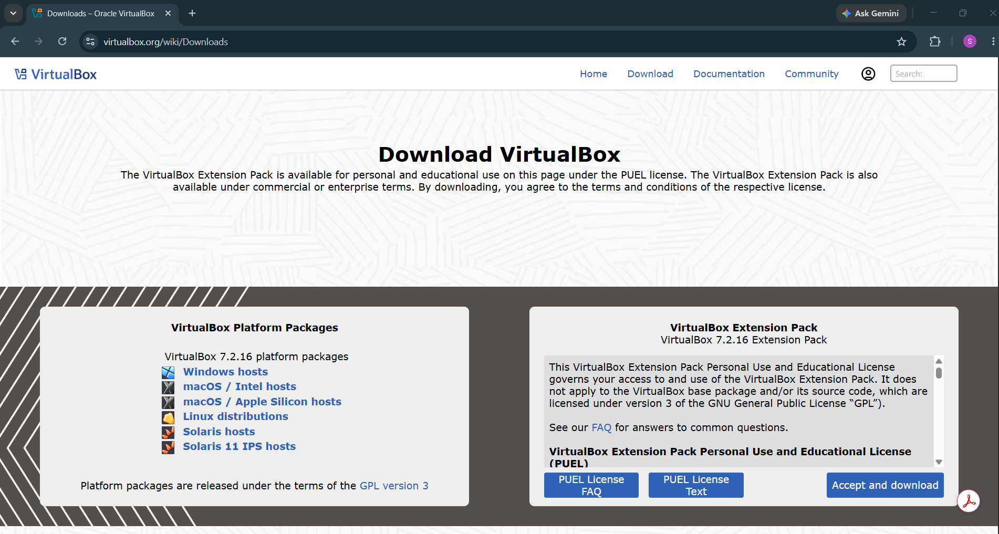 Downloads – Oracle VirtualBox
Ask Gemini
virtualbox.org/wiki/Downloads
S
VirtualBox
Home
Download
Documentation
Community
Search:
Download VirtualBox
The VirtualBox Extension Pack is available for personal and educational use on this page under the PUEL license. The VirtualBox Extension Pack is also
available under commercial or enterprise terms. By downloading, you agree to the terms and conditions of the respective license.
VirtualBox Platform Packages
VirtualBox 7.2.16 platform packages
Windows hosts
macOS / Intel hosts
macOS / Apple Silicon hosts
Linux distributions
Solaris hosts
Solaris 11 IPS hosts
Platform packages are released under the terms of the GPL version 3
VirtualBox Extension Pack
VirtualBox 7.2.16 Extension Pack
This VirtualBox Extension Pack Personal Use and Educational License
governs your access to and use of the VirtualBox Extension Pack. It does
not apply to the VirtualBox base package and/or its source code, which are
licensed under version 3 of the GNU General Public License “GPL”).
See our FAQ for answers to common questions.
VirtualBox Extension Pack Personal Use and Educational License
(PUEL)
PUEL License
FAQ
PUEL License
Text
Accept and download